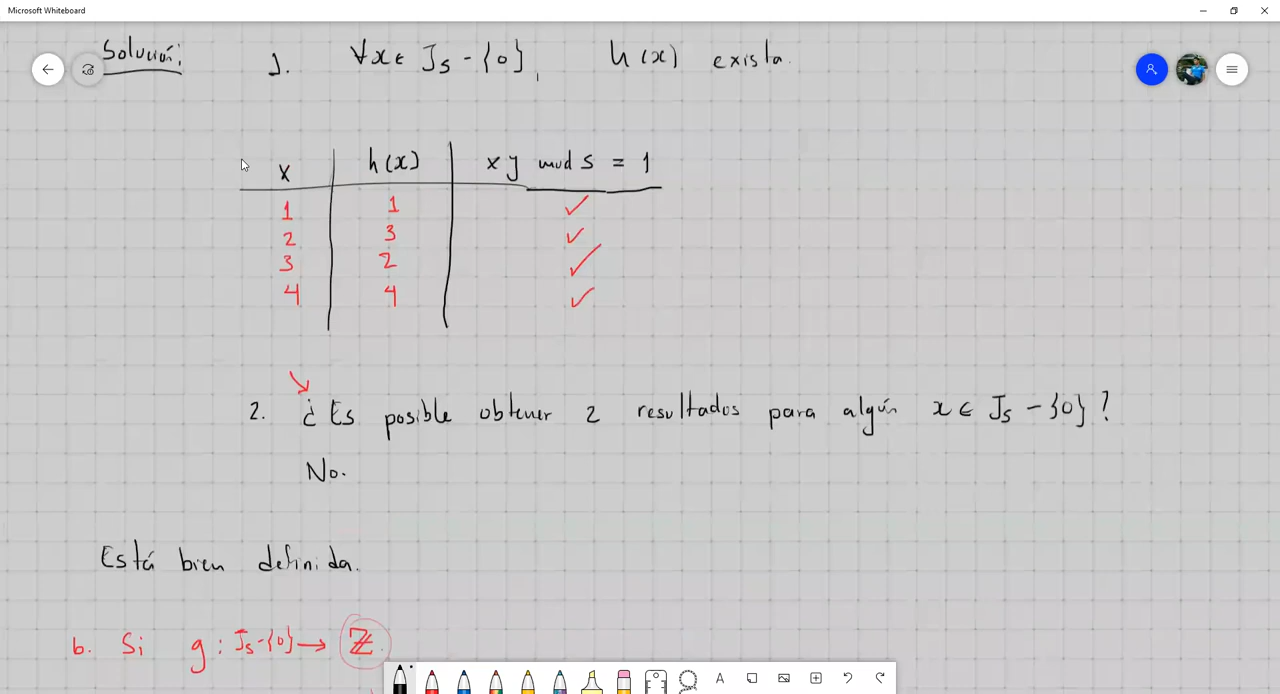 Microsoft Whiteboard
Solución: 1. ∀x ∈ J5 - {0}, h(x) exista.
x h(x) xy mod 5 = 1
1 1 ✓
2 3 ✓
3 2 ✓
4 4 ✓
2. ¿Es posible obtener 2 resultados para algún x ∈ J5 - {0}?
No.
Está bien definida.
b. Si g : J5 - {0} → ℤ
A